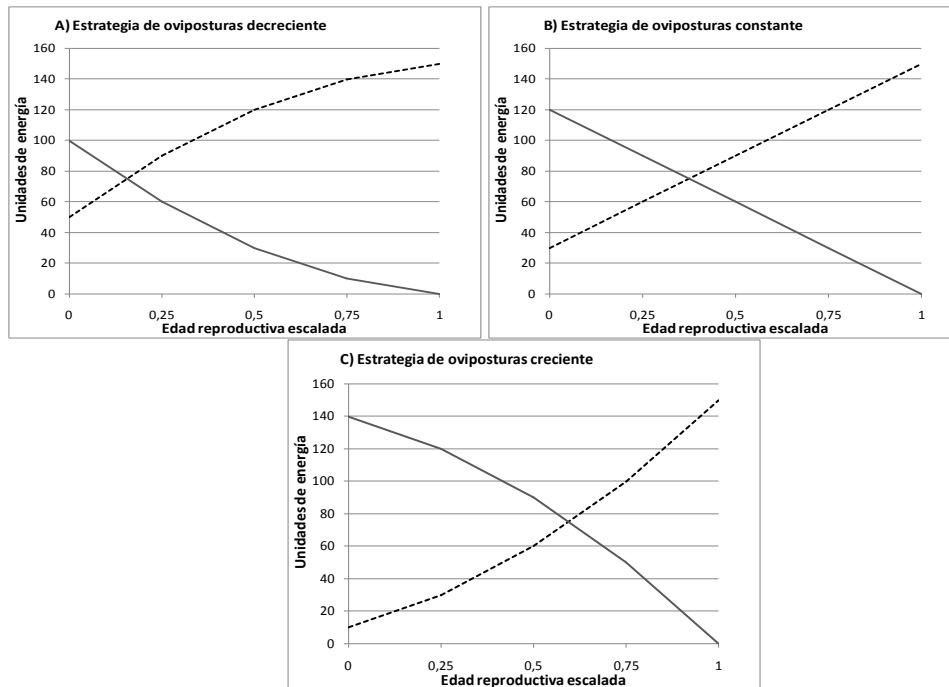 A) Estrategia de oviposturas decreciente
160
140
120
100
80
60
40
20
0
Unidades de energía
0 0,25 0,5 0,75 1
Edad reproductiva escalada
B) Estrategia de oviposturas constante
160
140
120
100
80
60
40
20
0
Unidades de energía
0 0,25 0,5 0,75 1
Edad reproductiva escalada
C) Estrategia de oviposturas creciente
160
140
120
100
80
60
40
20
0
Unidades de energía
0 0,25 0,5 0,75 1
Edad reproductiva escalada